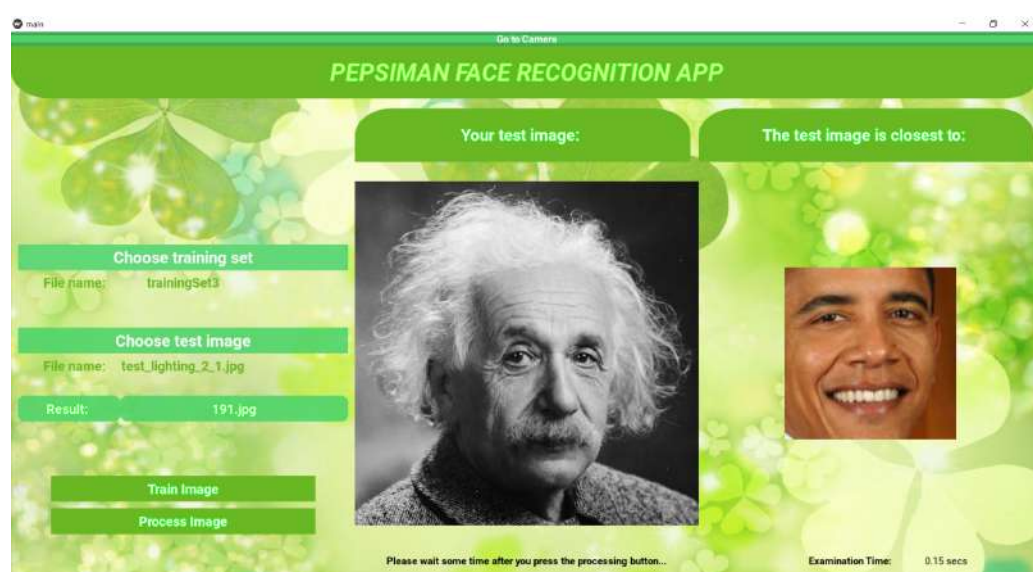 main
Go to Camera
PEPSIMAN FACE RECOGNITION APP
Your test image:
The test image is closest to:
Choose training set
File name: trainingSet3
Choose test image
File name: test_lighting_2_1.jpg
Result: 191.jpg
Train Image
Process Image
Please wait some time after you press the processing button...
Examination Time: 0.15 secs